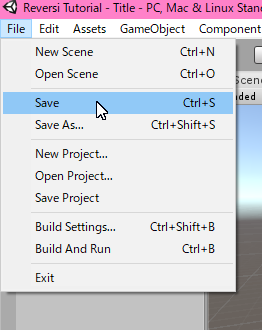 Reversi Tutorial - Title - PC, Mac & Linux Stan
File Edit Assets GameObject Component
New Scene Ctrl+N
Open Scene Ctrl+O
Save Ctrl+S
Save As... Ctrl+Shift+S
New Project...
Open Project...
Save Project
Build Settings... Ctrl+Shift+B
Build And Run Ctrl+B
Exit
Scene
ded